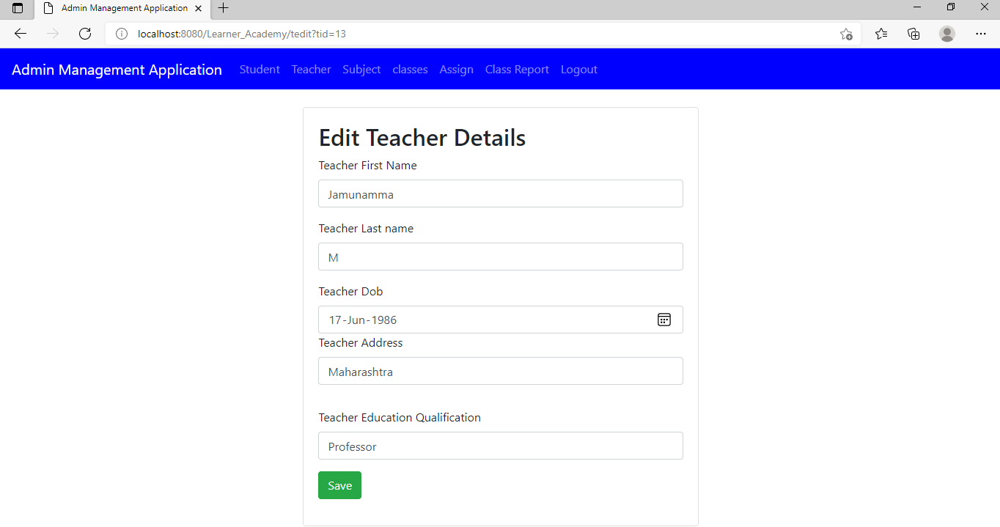 Admin Management Application
localhost:8080/Learner_Academy/tedit?tid=13
Admin Management Application Student Teacher Subject classes Assign Class Report Logout
Edit Teacher Details
Teacher First Name
Jamunamma
Teacher Last name
M
Teacher Dob
17-Jun-1986
Teacher Address
Maharashtra
Teacher Education Qualification
Professor
Save